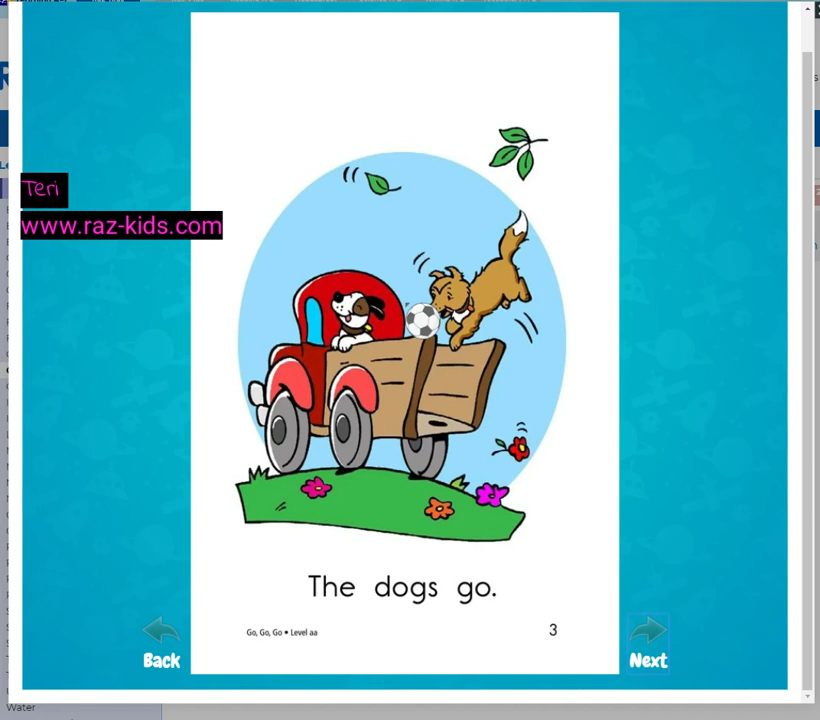 Teri
www.raz-kids.com
The dogs go.
Go, Go, Go • Level aa
3
Back
Next
Water